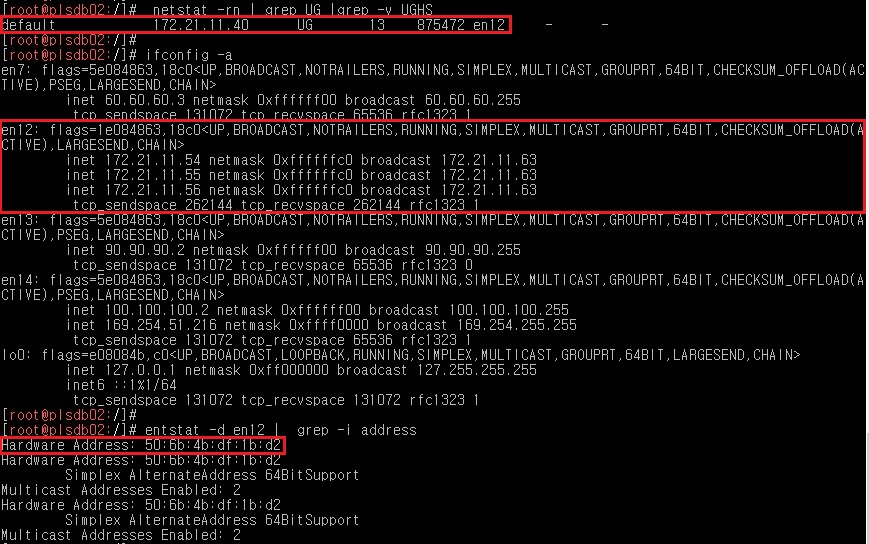 [root@plsdb02:/]# netstat -rn | grep UG |grep -v UGHS
default 172.21.11.40 UG 13 875472 en12 - -
[root@plsdb02:/]#
[root@plsdb02:/]# ifconfig -a
en7: flags=5e084863,18c0<UP,BROADCAST,NOTRAILERS,RUNNING,SIMPLEX,MULTICAST,GROUPRT,64BIT,CHECKSUM_OFFLOAD(AC
TIVE),PSEG,LARGESEND,CHAIN>
inet 60.60.60.3 netmask 0xffffff00 broadcast 60.60.60.255
tcp_sendspace 131072 tcp_recvspace 65536 rfc1323 1
en12: flags=1e084863,18c0<UP,BROADCAST,NOTRAILERS,RUNNING,SIMPLEX,MULTICAST,GROUPRT,64BIT,CHECKSUM_OFFLOAD(A
CTIVE),LARGESEND,CHAIN>
inet 172.21.11.54 netmask 0xffffffc0 broadcast 172.21.11.63
inet 172.21.11.55 netmask 0xffffffc0 broadcast 172.21.11.63
inet 172.21.11.56 netmask 0xffffffc0 broadcast 172.21.11.63
tcp_sendspace 262144 tcp_recvspace 262144 rfc1323 1
en13: flags=5e084863,18c0<UP,BROADCAST,NOTRAILERS,RUNNING,SIMPLEX,MULTICAST,GROUPRT,64BIT,CHECKSUM_OFFLOAD(A
CTIVE),PSEG,LARGESEND,CHAIN>
inet 90.90.90.2 netmask 0xffffff00 broadcast 90.90.90.255
tcp_sendspace 131072 tcp_recvspace 65536 rfc1323 0
en14: flags=5e084863,18c0<UP,BROADCAST,NOTRAILERS,RUNNING,SIMPLEX,MULTICAST,GROUPRT,64BIT,CHECKSUM_OFFLOAD(A
CTIVE),PSEG,LARGESEND,CHAIN>
inet 100.100.100.2 netmask 0xffffff00 broadcast 100.100.100.255
inet 169.254.51.216 netmask 0xffff0000 broadcast 169.254.255.255
tcp_sendspace 131072 tcp_recvspace 65536 rfc1323 1
lo0: flags=e08084b,c0<UP,BROADCAST,LOOPBACK,RUNNING,SIMPLEX,MULTICAST,GROUPRT,64BIT,LARGESEND,CHAIN>
inet 127.0.0.1 netmask 0xff000000 broadcast 127.255.255.255
inet6 ::1%1/64
tcp_sendspace 131072 tcp_recvspace 131072 rfc1323 1
[root@plsdb02:/]#
[root@plsdb02:/]# entstat -d en12 | grep -i address
Hardware Address: 50:6b:4b:df:1b:d2
Hardware Address: 50:6b:4b:df:1b:d2
Simplex AlternateAddress 64BitSupport
Multicast Addresses Enabled: 2
Hardware Address: 50:6b:4b:df:1b:d2
Simplex AlternateAddress 64BitSupport
Multicast Addresses Enabled: 2